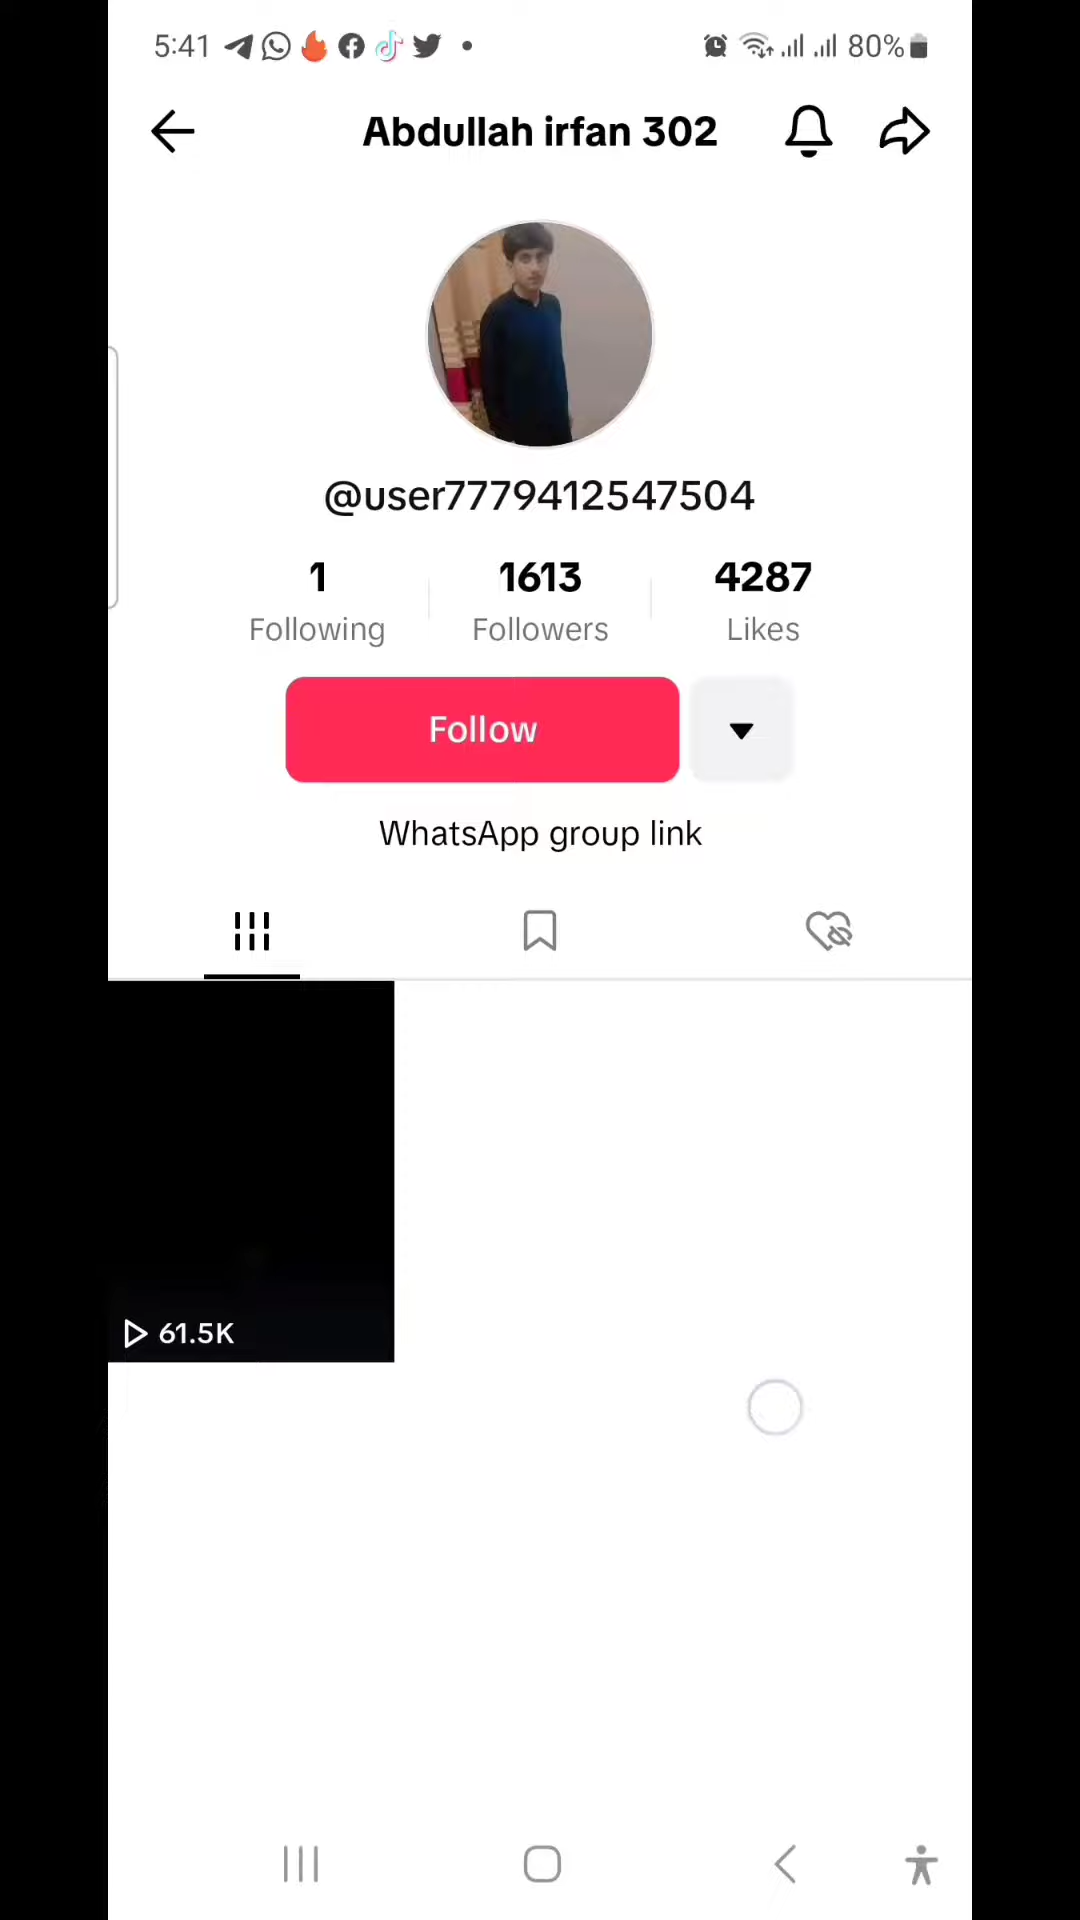 5:41 80%
Abdullah irfan 302
@user7779412547504
1 1613 4287
Following Followers Likes
Follow
WhatsApp group link
61.5K